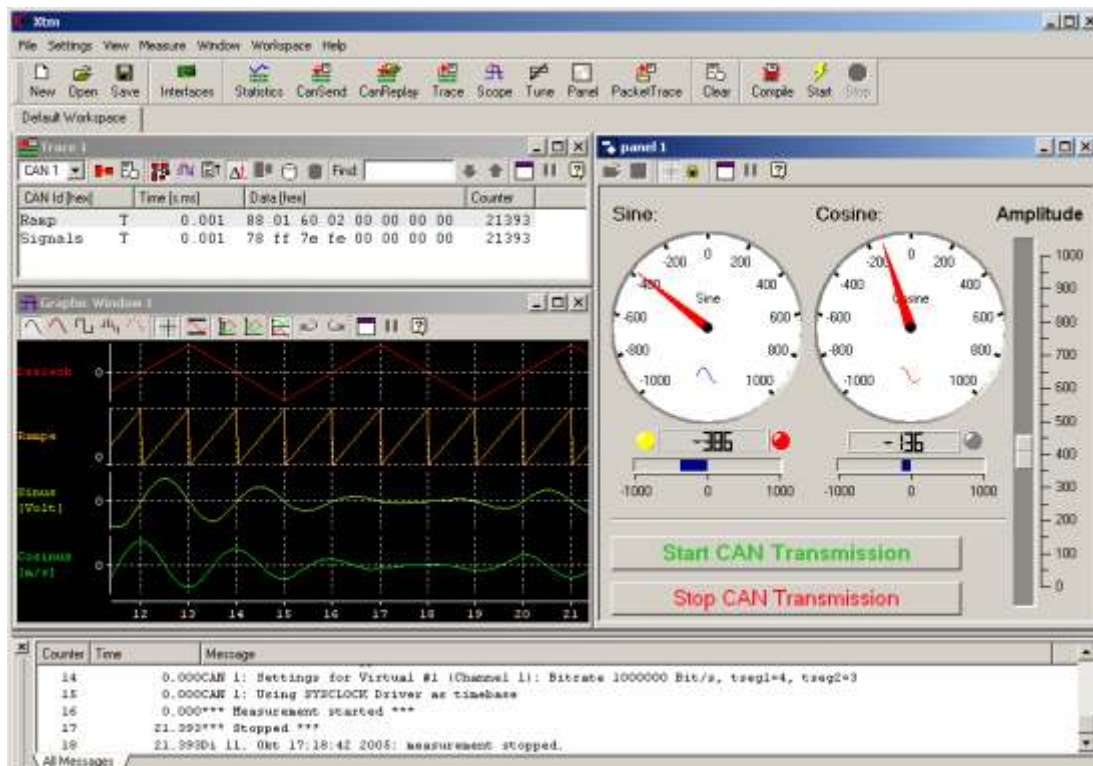 Xtm
File Settings View Measure Window Workspace Help
New Open Save Interfaces Statistics CanSend CanReplay Trace Scope Tune Panel PacketTrace Clear Compile Start Stop
Default Workspace
Trace 1
CAN 1 Find
CAN Id [hex] Time [s.ms] Data [hex] Counter
Ramp T 0.001 88 01 60 02 00 00 00 00 21393
Signals T 0.001 78 ff 7e fe 00 00 00 00 21393
Graphic Window 1
0
Rampe
0
Sinus
[Volt]
0
Cosinus
[m/s]
0
12 13 14 15 16 17 18 19 20 21
panel 1
Sine: Cosine: Amplitude
-1000 -800 -600 -400 -200 0 200 400 600 800 1000
Sine
-1000 -800 -600 -400 -200 0 200 400 600 800 1000
Cosine
-386 -136
-1000 0 1000 -1000 0 1000
1000
900
800
700
600
500
400
300
200
100
0
Start CAN Transmission
Stop CAN Transmission
Counter Time Message
14 0.000CAN 1: Settings for Virtual #1 (Channel 1): Bitrate 1000000 Bit/s, tseg1=4, tseg2=3
15 0.000CAN 1: Using SYSCLOCK Driver as timebase
16 0.000*** Measurement started ***
17 21.393*** Stopped ***
18 21.393Di 11. Okt 17:18:42 2005: measurement stopped.
All Messages